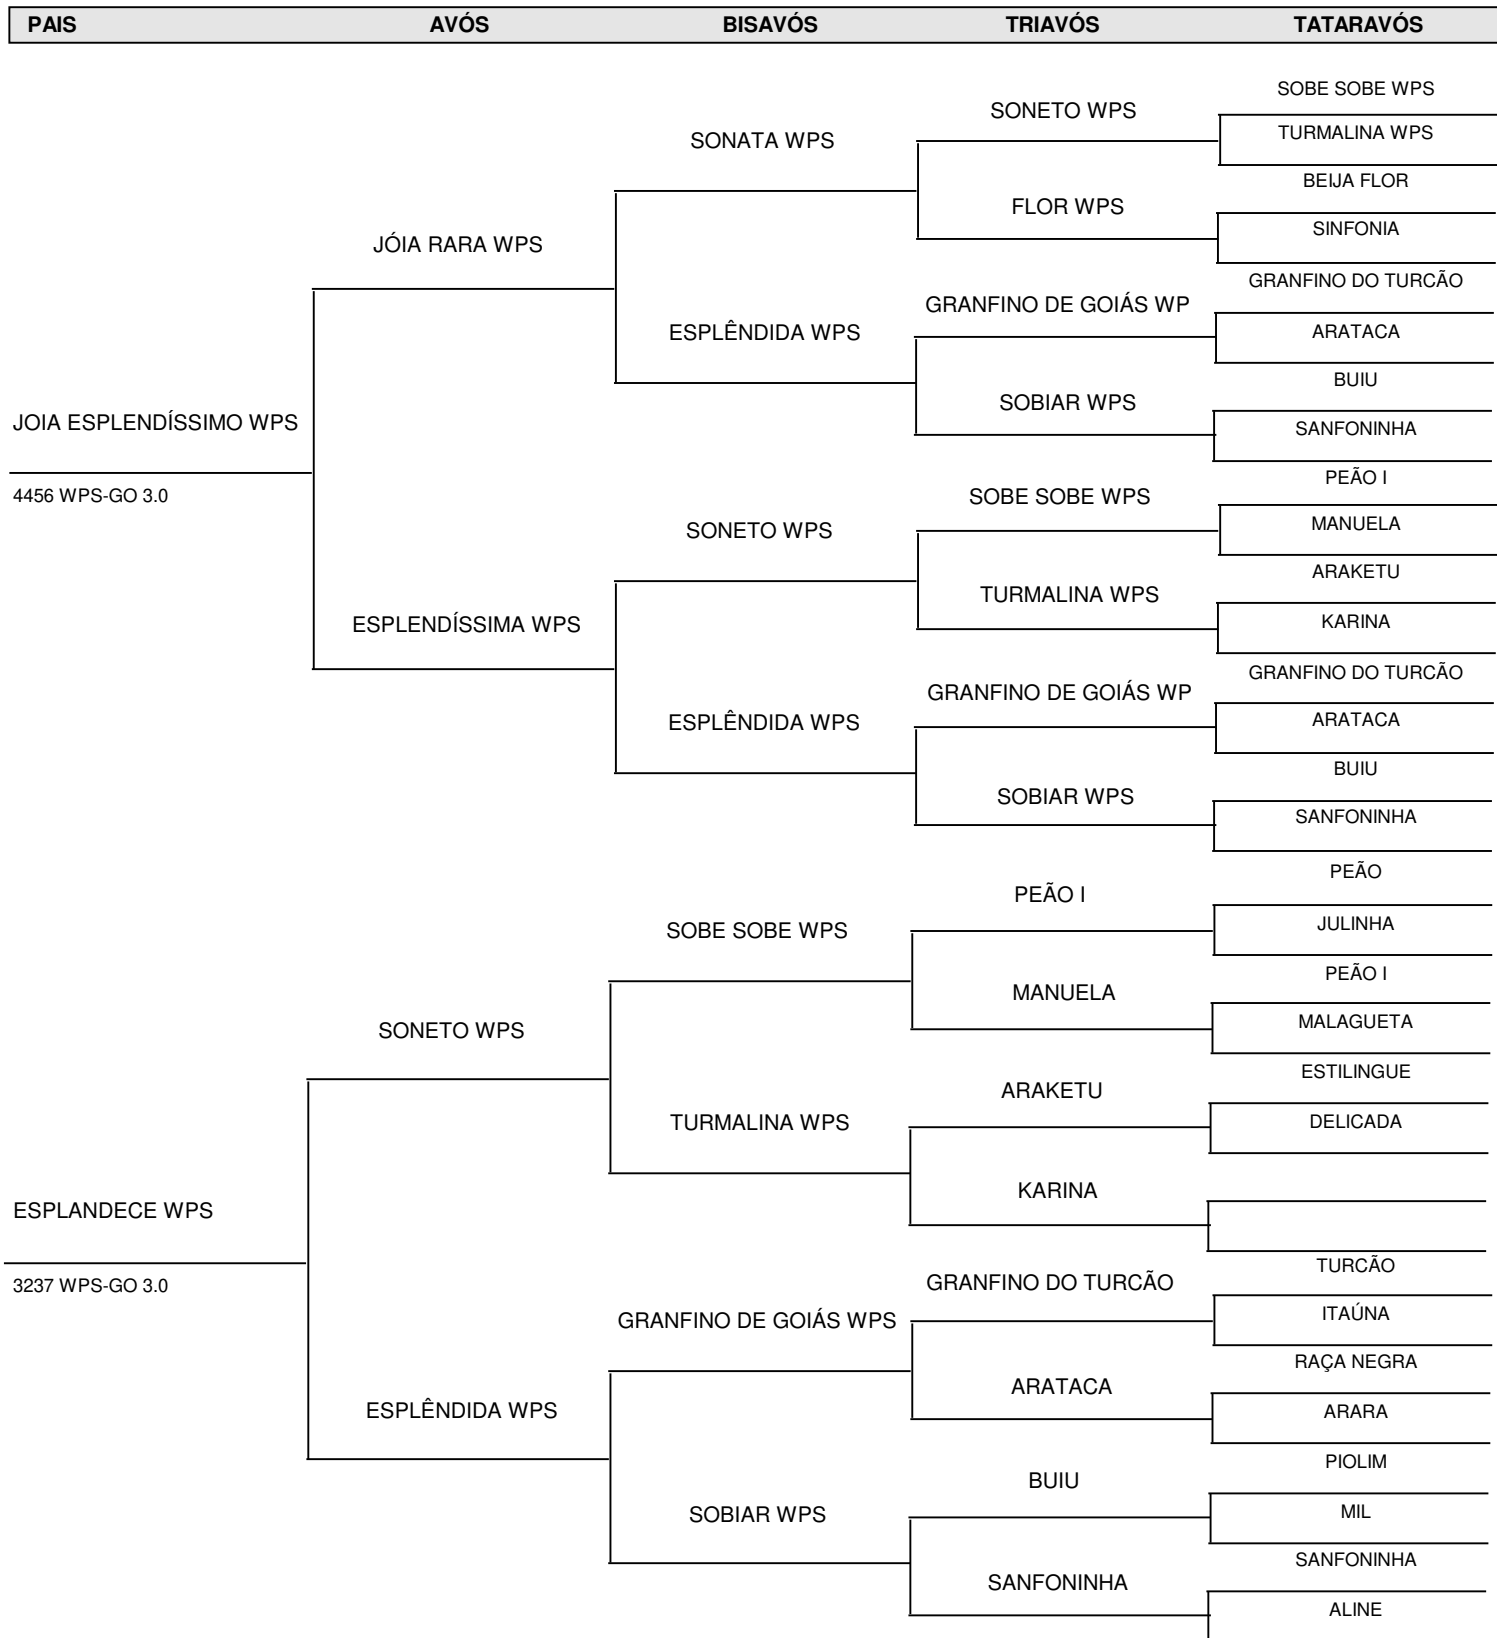 PAIS AVÓS BISAVÓS TRIAVÓS TATARAVÓS
SOBE SOBE WPS
SONETO WPS
TURMALINA WPS
SONATA WPS
BEIJA FLOR
FLOR WPS
SINFONIA
JÓIA RARA WPS
GRANFINO DO TURCÃO
GRANFINO DE GOIÁS WP
ARATACA
ESPLÊNDIDA WPS
BUIU
SOBIAR WPS
JOIA ESPLENDÍSSIMO WPS
SANFONINHA
PEÃO I
4456 WPS-GO 3.0
SOBE SOBE WPS
MANUELA
SONETO WPS
ARAKETU
TURMALINA WPS
KARINA
ESPLENDÍSSIMA WPS
GRANFINO DO TURCÃO
GRANFINO DE GOIÁS WP
ARATACA
ESPLÊNDIDA WPS
BUIU
SOBIAR WPS
SANFONINHA
PEÃO
PEÃO I
JULINHA
SOBE SOBE WPS
PEÃO I
MANUELA
MALAGUETA
SONETO WPS
ESTILINGUE
ARAKETU
DELICADA
TURMALINA WPS
KARINA
ESPLANDECE WPS
TURCÃO
GRANFINO DO TURCÃO
3237 WPS-GO 3.0
ITAÚNA
GRANFINO DE GOIÁS WPS
RAÇA NEGRA
ARATACA
ARARA
ESPLÊNDIDA WPS
PIOLIM
BUIU
MIL
SOBIAR WPS
SANFONINHA
SANFONINHA
ALINE